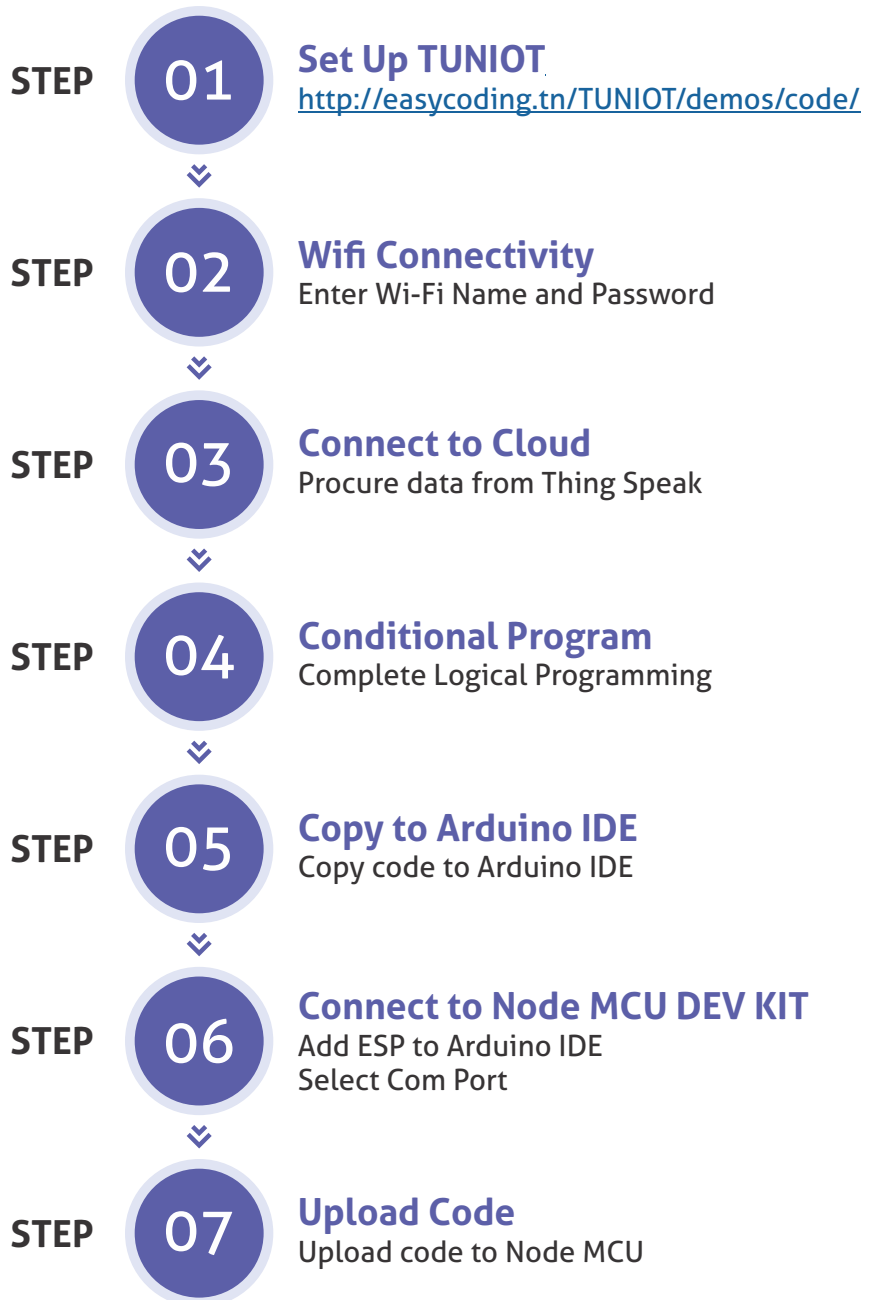 STEP 01 Set Up TUNIOT
http://easycoding.tn/TUNIOT/demos/code/
STEP 02 Wifi Connectivity
Enter Wi-Fi Name and Password
STEP 03 Connect to Cloud
Procure data from Thing Speak
STEP 04 Conditional Program
Complete Logical Programming
STEP 05 Copy to Arduino IDE
Copy code to Arduino IDE
STEP 06 Connect to Node MCU DEV KIT
Add ESP to Arduino IDE
Select Com Port
STEP 07 Upload Code
Upload code to Node MCU